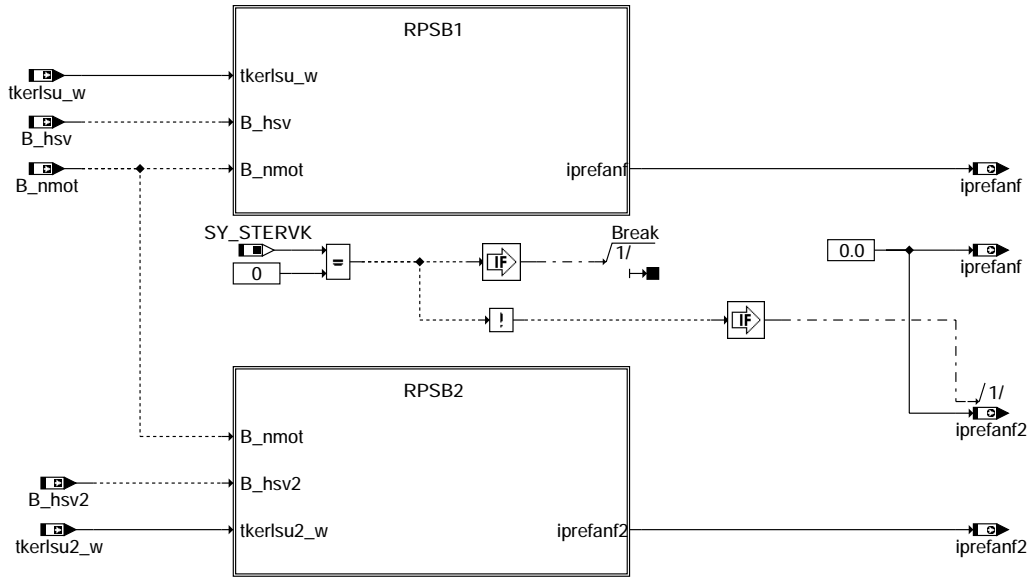 RPSB1
tkerlsu_w
tkerlsu_w
B_hsv
B_hsv
B_nmot
B_nmot
iprefanf
iprefanf
SY_STERVK
0
=
IF
Break
1/
0.0
iprefanf
!
IF
RPSB2
/1/
iprefanf2
B_nmot
B_hsv2
B_hsv2
tkerlsu2_w
tkerlsu2_w
iprefanf2
iprefanf2